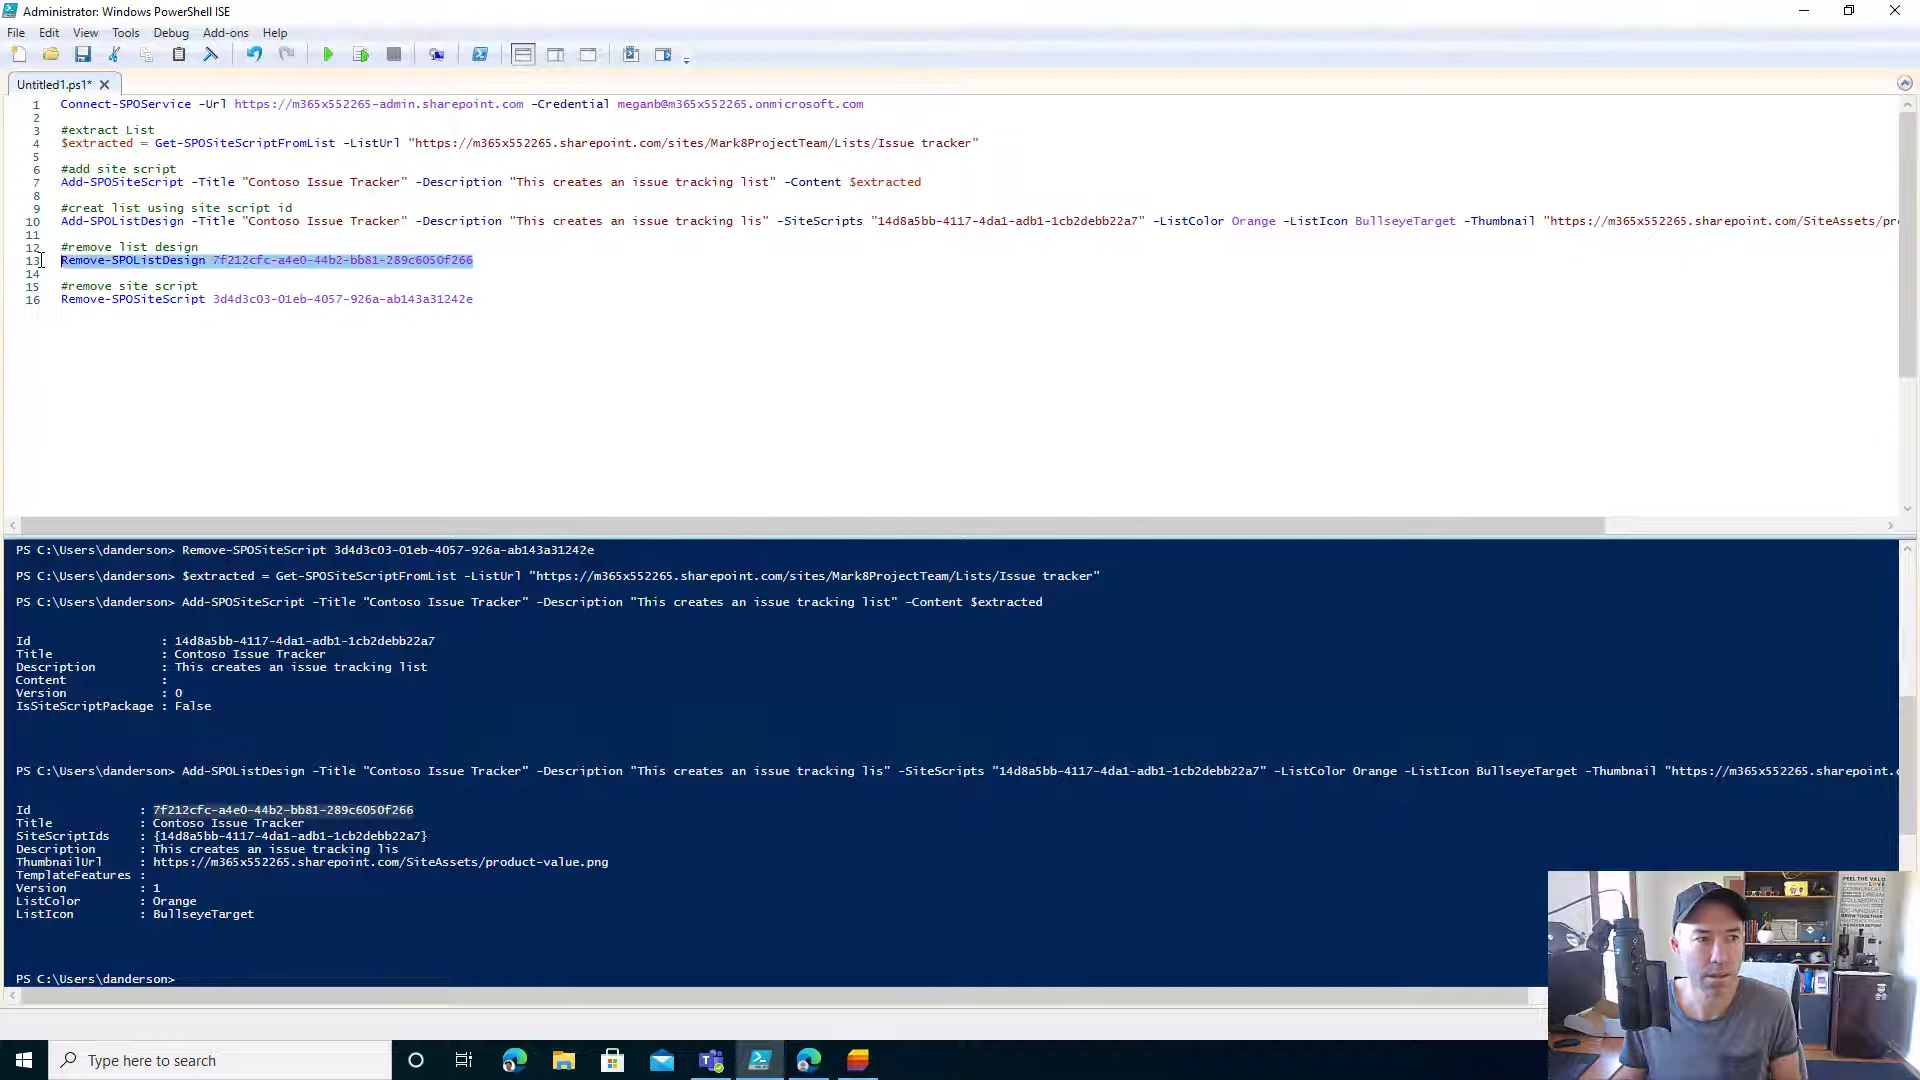 Administrator: Windows PowerShell ISE
File Edit View Tools Debug Add-ons Help
Untitled1.ps1*
1 Connect-SPOService -Url https://m365x552265-admin.sharepoint.com -Credential meganb@m365x552265.onmicrosoft.com
2
3 #extract List
4 $extracted = Get-SPOSiteScriptFromList -ListUrl "https://m365x552265.sharepoint.com/sites/Mark8ProjectTeam/Lists/Issue tracker"
5
6 #add site script
7 Add-SPOSiteScript -Title "Contoso Issue Tracker" -Description "This creates an issue tracking list" -Content $extracted
8
9 #creat list using site script id
10 Add-SPOListDesign -Title "Contoso Issue Tracker" -Description "This creates an issue tracking lis" -SiteScripts "14d8a5bb-4117-4da1-adb1-1cb2debb22a7" -ListColor Orange -ListIcon BullseyeTarget -Thumbnail "https://m365x552265.sharepoint.com/SiteAssets/pr
11
12 #remove list design
13 Remove-SPOListDesign 7f212cfc-a4e0-44b2-bb81-289c6050f266
14
15 #remove site script
16 Remove-SPOSiteScript 3d4d3c03-01eb-4057-926a-ab143a31242e
PS C:\Users\danderson> Remove-SPOSiteScript 3d4d3c03-01eb-4057-926a-ab143a31242e
PS C:\Users\danderson> $extracted = Get-SPOSiteScriptFromList -ListUrl "https://m365x552265.sharepoint.com/sites/Mark8ProjectTeam/Lists/Issue tracker"
PS C:\Users\danderson> Add-SPOSiteScript -Title "Contoso Issue Tracker" -Description "This creates an issue tracking list" -Content $extracted
Id : 14d8a5bb-4117-4da1-adb1-1cb2debb22a7
Title : Contoso Issue Tracker
Description : This creates an issue tracking list
Content :
Version : 0
IsSiteScriptPackage : False
PS C:\Users\danderson> Add-SPOListDesign -Title "Contoso Issue Tracker" -Description "This creates an issue tracking lis" -SiteScripts "14d8a5bb-4117-4da1-adb1-1cb2debb22a7" -ListColor Orange -ListIcon BullseyeTarget -Thumbnail "https://m365x552265.sharepoint.c
Id : 7f212cfc-a4e0-44b2-bb81-289c6050f266
Title : Contoso Issue Tracker
SiteScriptIds : {14d8a5bb-4117-4da1-adb1-1cb2debb22a7}
Description : This creates an issue tracking lis
ThumbnailUrl : https://m365x552265.sharepoint.com/SiteAssets/product-value.png
TemplateFeatures :
Version : 1
ListColor : Orange
ListIcon : BullseyeTarget
PS C:\Users\danderson>
Type here to search